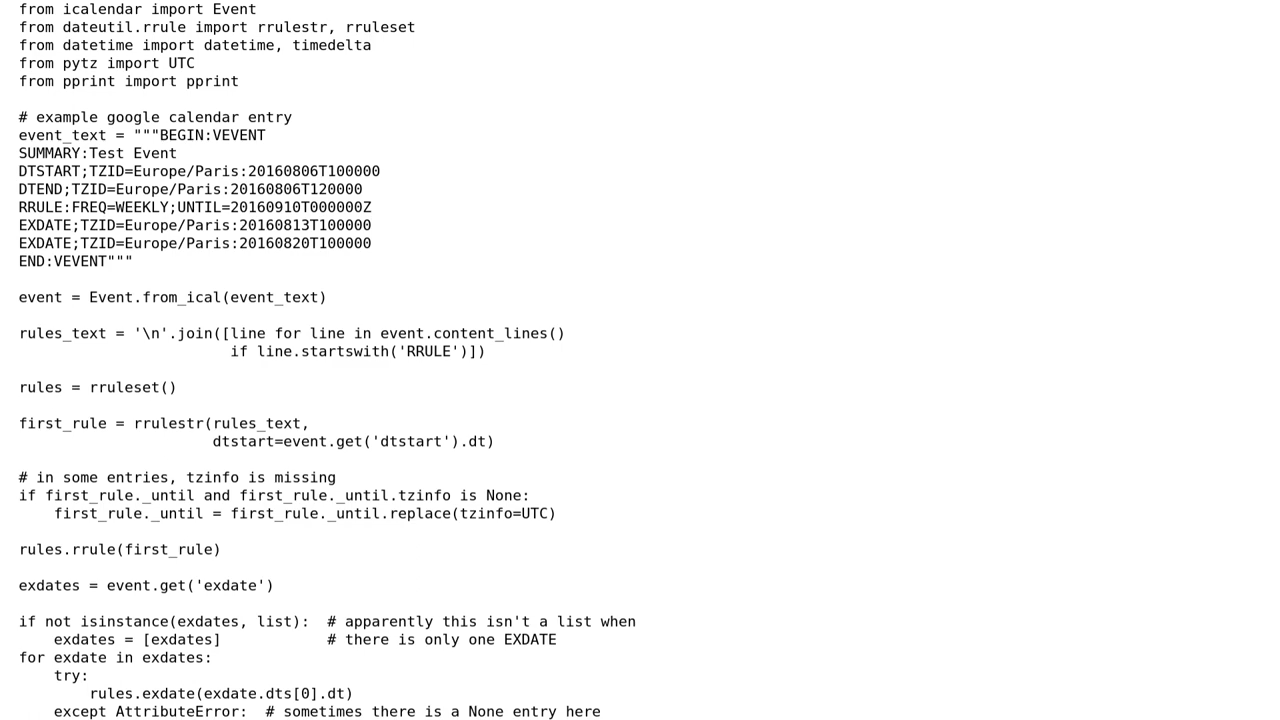 from icalendar import Event
from dateutil.rrule import rrulestr, rruleset
from datetime import datetime, timedelta
from pytz import UTC
from pprint import pprint

# example google calendar entry
event_text = """BEGIN:VEVENT
SUMMARY:Test Event
DTSTART;TZID=Europe/Paris:20160806T100000
DTEND;TZID=Europe/Paris:20160806T120000
RRULE:FREQ=WEEKLY;UNTIL=20160910T000000Z
EXDATE;TZID=Europe/Paris:20160813T100000
EXDATE;TZID=Europe/Paris:20160820T100000
END:VEVENT"""

event = Event.from_ical(event_text)

rules_text = '\n'.join([line for line in event.content_lines()
                        if line.startswith('RRULE')])

rules = rruleset()

first_rule = rrulestr(rules_text,
                      dtstart=event.get('dtstart').dt)

# in some entries, tzinfo is missing
if first_rule._until and first_rule._until.tzinfo is None:
    first_rule._until = first_rule._until.replace(tzinfo=UTC)

rules.rrule(first_rule)

exdates = event.get('exdate')

if not isinstance(exdates, list):  # apparently this isn't a list when
    exdates = [exdates]            # there is only one EXDATE
for exdate in exdates:
    try:
        rules.exdate(exdate.dts[0].dt)
    except AttributeError:  # sometimes there is a None entry here